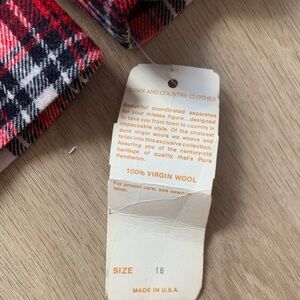 TOWN AND COUNTRY CLOTHES
Beautiful coordinated separates
for your misses figure...designed
to take you from town to country in
impeccable style. Of the choicest
pure virgin wools we weave and
tailor into this exclusive collection.
Assuring you of the century-old
heritage of quality that's Pure
Pendleton.
100% VIRGIN WOOL
For proper care, see sewn-in
label.
SIZE 16
MADE IN U.S.A.